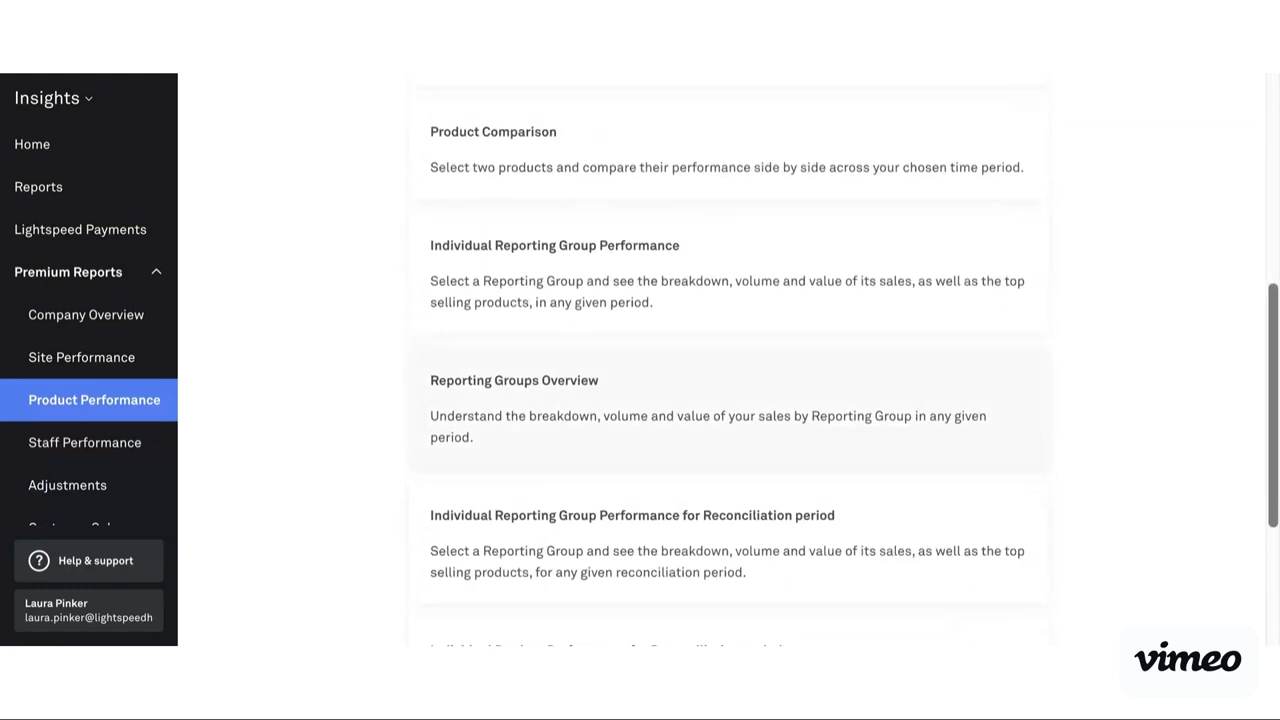 Insights
Home
Reports
Lightspeed Payments
Premium Reports
Company Overview
Site Performance
Product Performance
Staff Performance
Adjustments
Help & support
Laura Pinker
laura.pinker@lightspeedh
Product Comparison
Select two products and compare their performance side by side across your chosen time period.
Individual Reporting Group Performance
Select a Reporting Group and see the breakdown, volume and value of its sales, as well as the top
selling products, in any given period.
Reporting Groups Overview
Understand the breakdown, volume and value of your sales by Reporting Group in any given
period.
Individual Reporting Group Performance for Reconciliation period
Select a Reporting Group and see the breakdown, volume and value of its sales, as well as the top
selling products, for any given reconciliation period.
vimeo